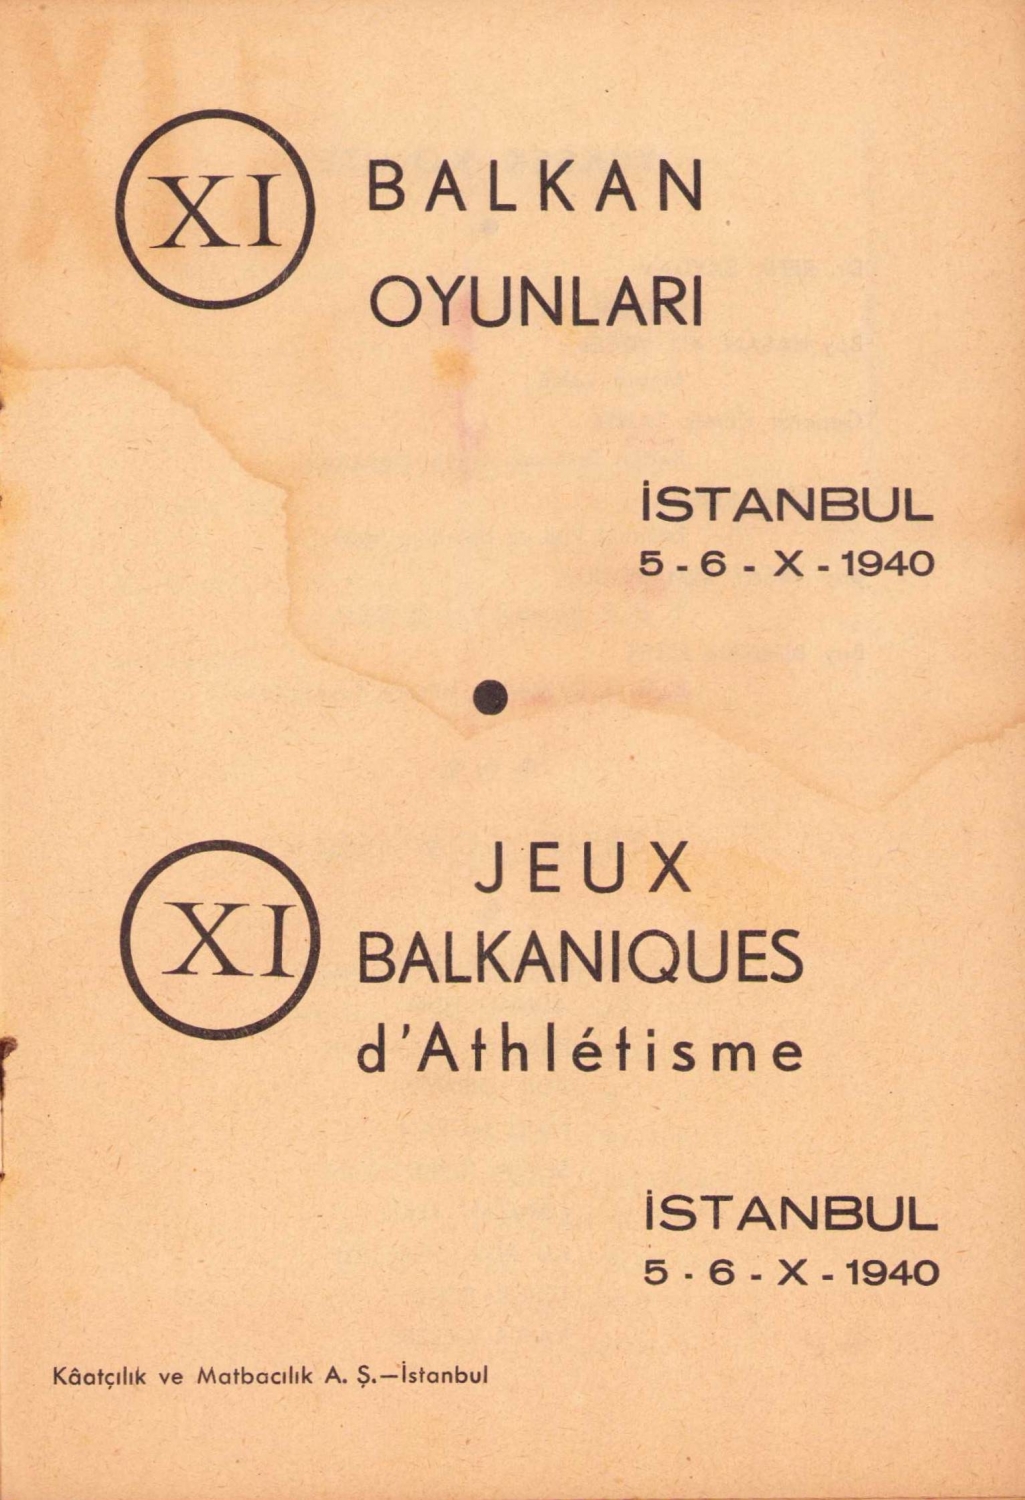 XI BALKAN
OYUNLARI
İSTANBUL
5 - 6 - X - 1940
JEUX
XI BALKANIQUES
d'Athlétisme
İSTANBUL
5 - 6 - X - 1940
Kâatçılık ve Matbacılık A. Ş.—İstanbul